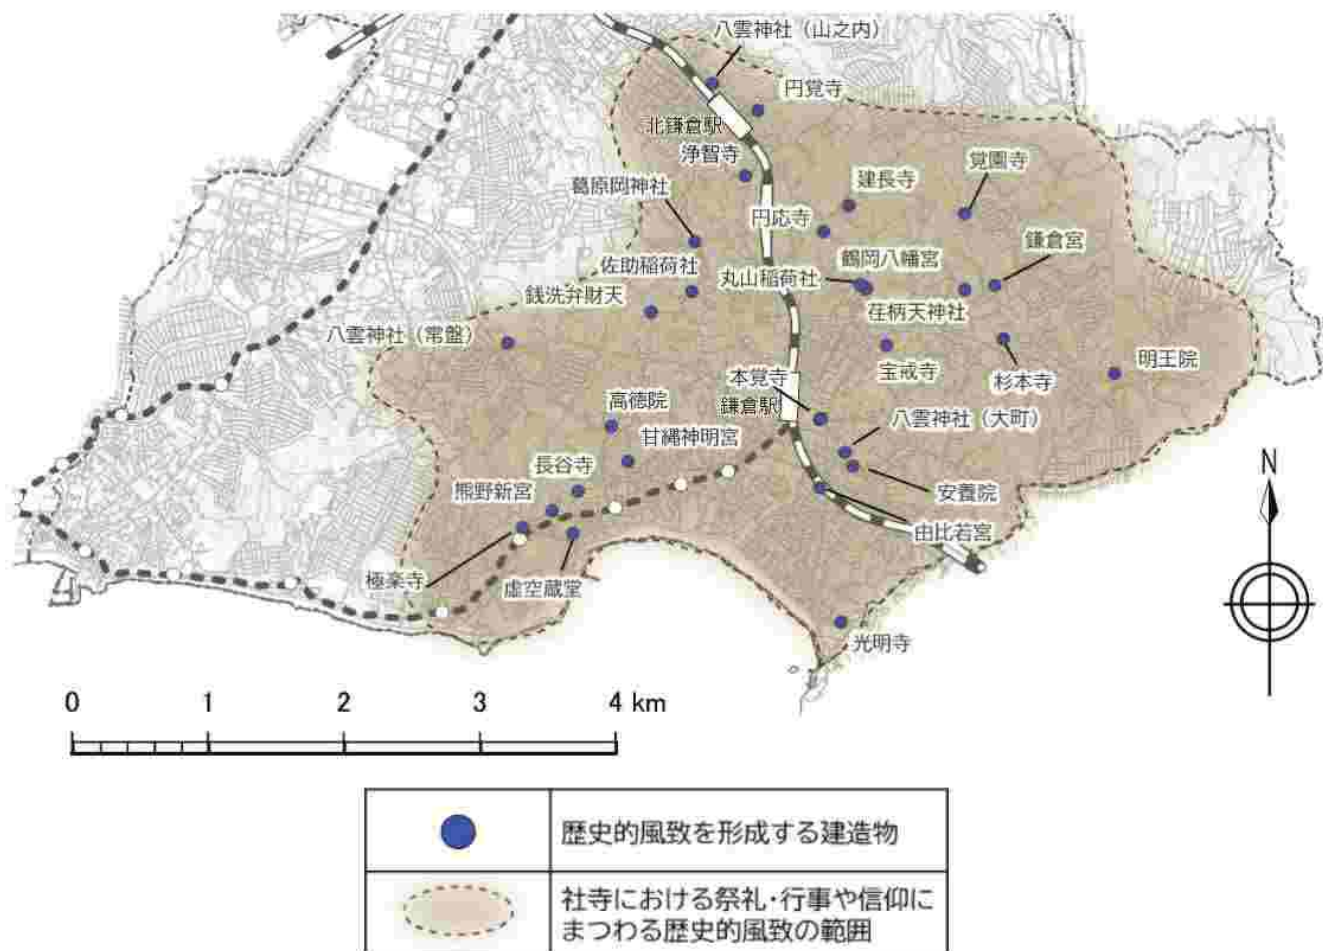 八雲神社（山之内）
円覚寺
北鎌倉駅
浄智寺
覚園寺
建長寺
葛原岡神社
円応寺
鎌倉宮
鶴岡八幡宮
佐助稲荷社
丸山稲荷社
銭洗弁財天
荏柄天神社
八雲神社（常盤）
宝戒寺
杉本寺
明王院
本覚寺
鎌倉駅
高徳院
八雲神社（大町）
甘縄神明宮
長谷寺
熊野新宮
安養院
由比若宮
極楽寺
虚空蔵堂
光明寺
N
0 1 2 3 4 km
歴史的風致を形成する建造物
社寺における祭礼・行事や信仰に
まつわる歴史的風致の範囲